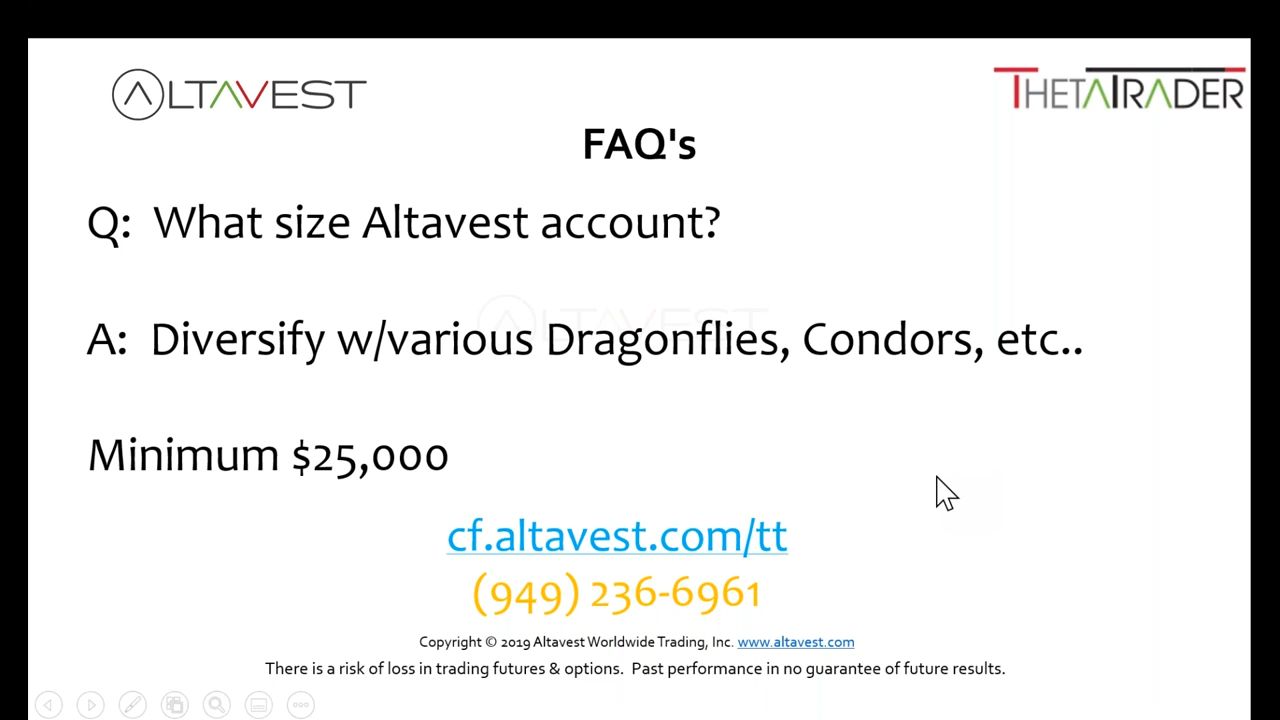 ALTAVEST
THETATRADER
FAQ's
Q: What size Altavest account?
A: Diversify w/various Dragonflies, Condors, etc..
ALTAVEST
Minimum $25,000
cf.altavest.com/tt
(949) 236-6961
Copyright © 2019 Altavest Worldwide Trading, Inc. www.altavest.com
There is a risk of loss in trading futures & options. Past performance in no guarantee of future results.